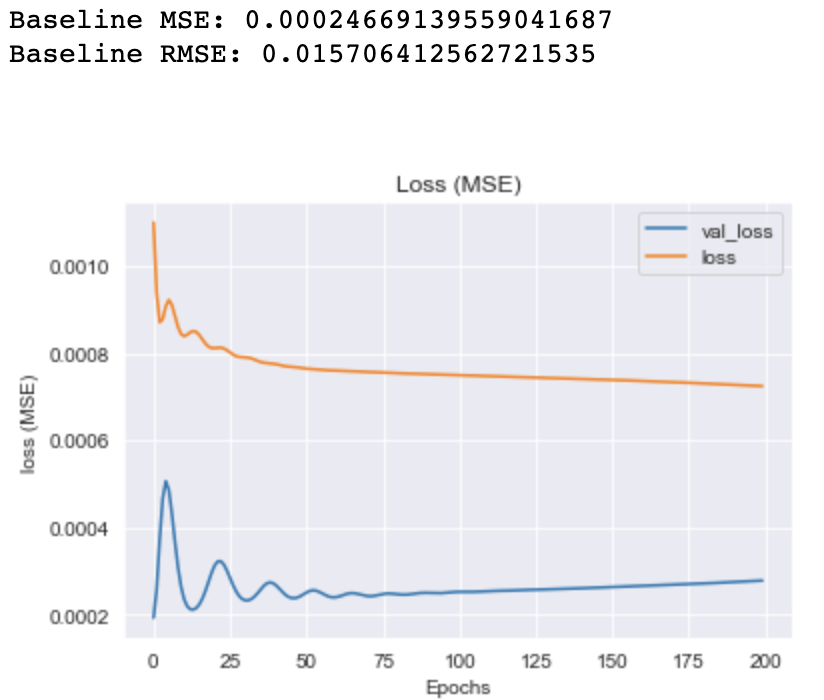 Baseline MSE: 0.00024669139559041687
Baseline RMSE: 0.015706412562721535
Loss (MSE)
val_loss
loss
0.0010
0.0008
0.0006
0.0004
0.0002
loss (MSE)
0 25 50 75 100 125 150 175 200
Epochs